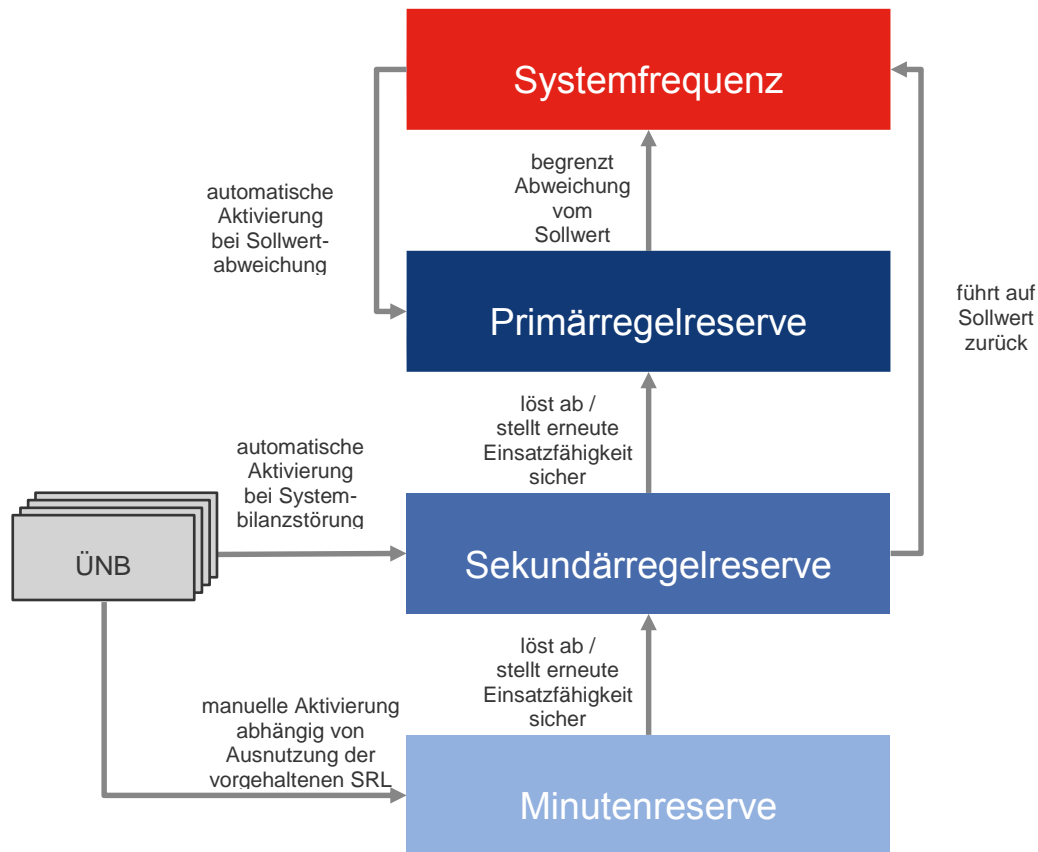 Systemfrequenz
automatische
Aktivierung
bei Sollwert-
abweichung
begrenzt
Abweichung
vom
Sollwert
Primärregelreserve
führt auf
Sollwert
zurück
löst ab /
stellt erneute
Einsatzfähigkeit
sicher
automatische
Aktivierung
bei System-
bilanzstörung
ÜNB
Sekundärregelreserve
löst ab /
stellt erneute
Einsatzfähigkeit
sicher
manuelle Aktivierung
abhängig von
Ausnutzung der
vorgehaltenen SRL
Minutenreserve